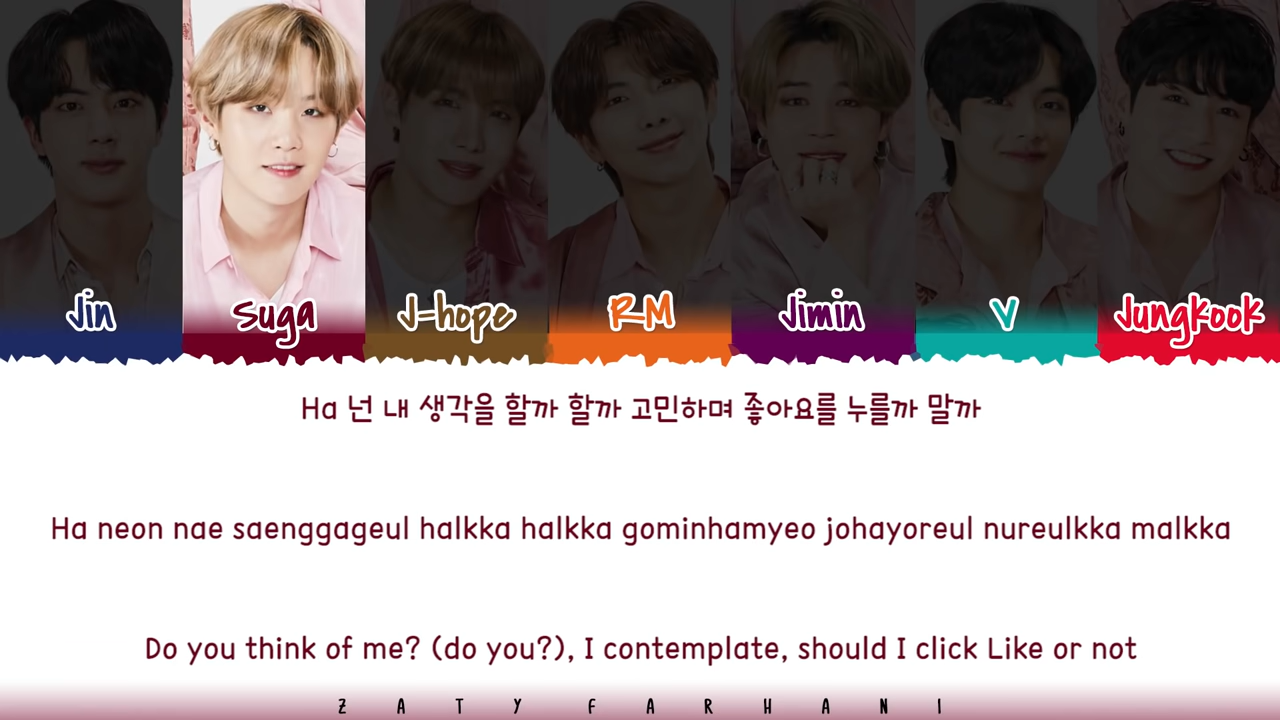 Jin Suga J-hope RM Jimin V Jungkook
Ha 넌 내 생각을 할까 할까 고민하며 좋아요를 누를까 말까
Ha neon nae saenggageul halkka halkka gominhamyeo johayoreul nureulkka malkka
Do you think of me? (do you?), I contemplate, should I click Like or not
ZATY FARHANI